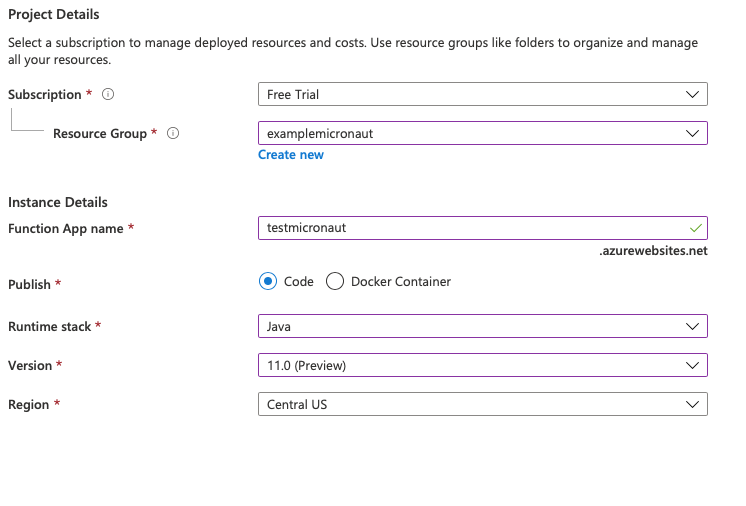 Project Details
Select a subscription to manage deployed resources and costs. Use resource groups like folders to organize and manage
all your resources.
Subscription *
Free Trial
Resource Group *
examplemicronaut
Create new
Instance Details
Function App name *
testmicronaut
.azurewebsites.net
Publish *
Code Docker Container
Runtime stack *
Java
Version *
11.0 (Preview)
Region *
Central US